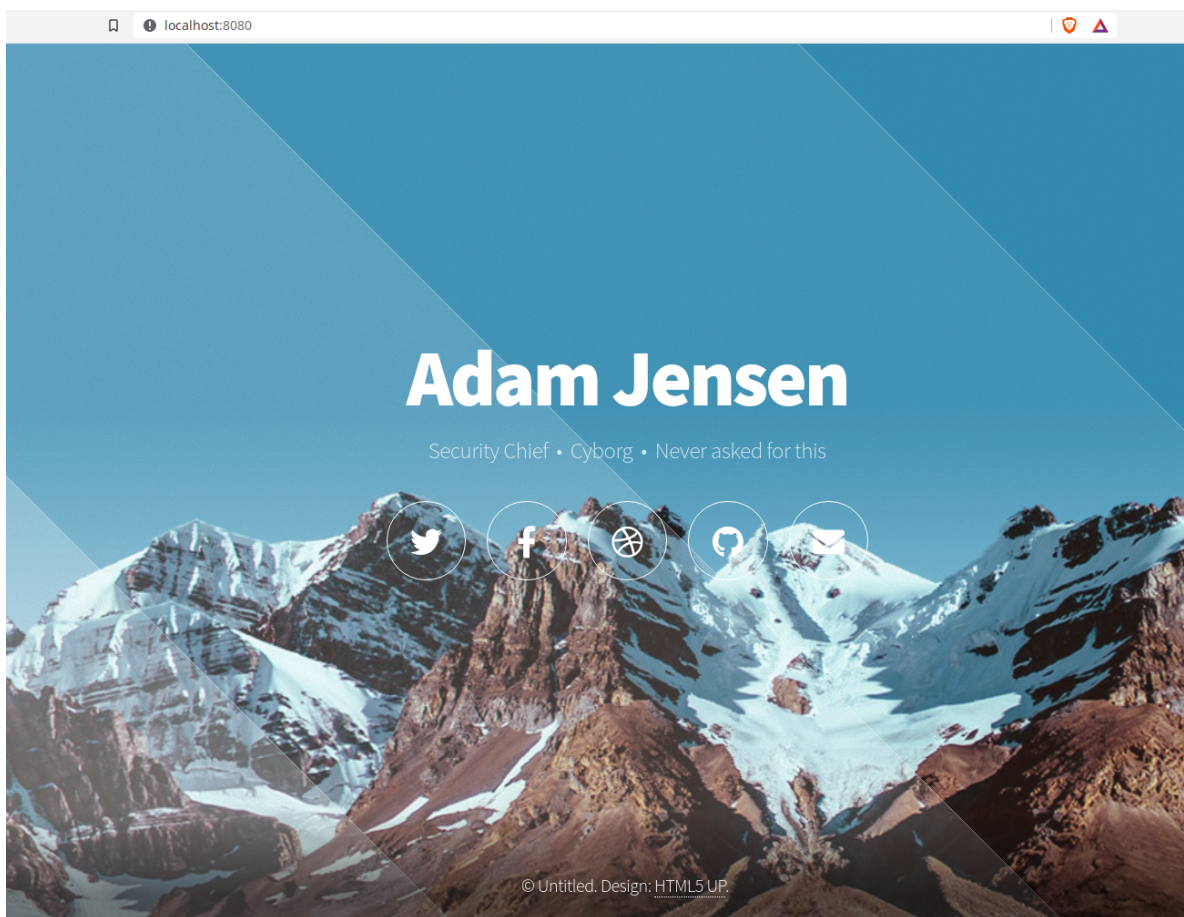 localhost:8080
Adam Jensen
Security Chief • Cyborg • Never asked for this
© Untitled. Design: HTML5 UP.